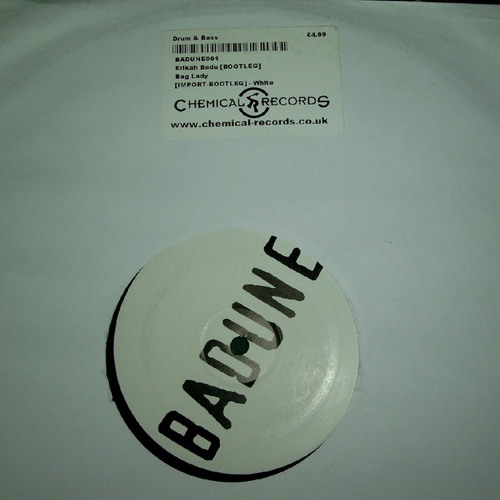 Drum & Bass £4.99
BADUNE001
Erikah Badu [BOOTLEG]
Bag Lady
[IMPORT-BOOTLEG] - White
CHEMICAL RECORDS
www.chemical-records.co.uk
BADUNE